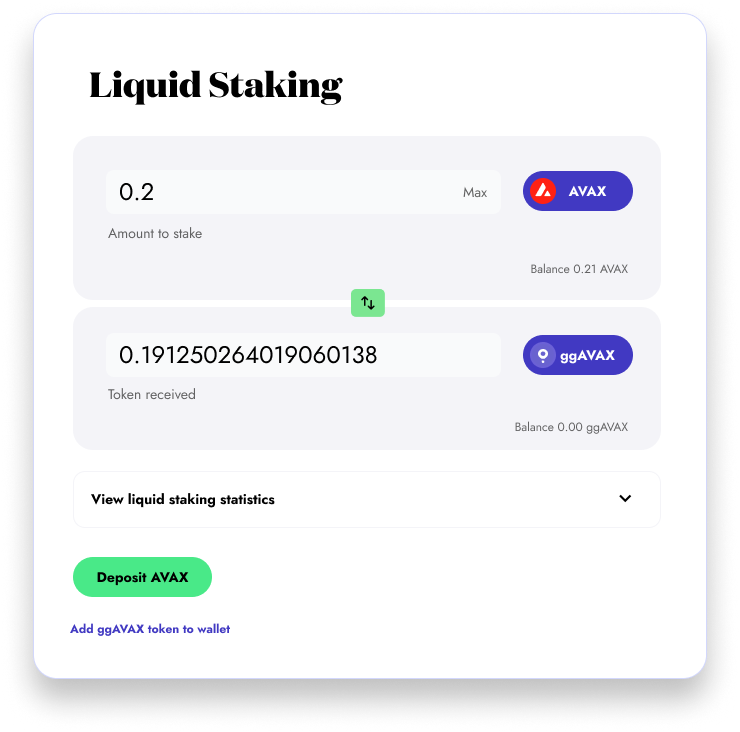 Liquid Staking
0.2
Max
AVAX
Amount to stake
Balance 0.21 AVAX
0.191250264019060138
ggAVAX
Token received
Balance 0.00 ggAVAX
View liquid staking statistics
Deposit AVAX
Add ggAVAX token to wallet